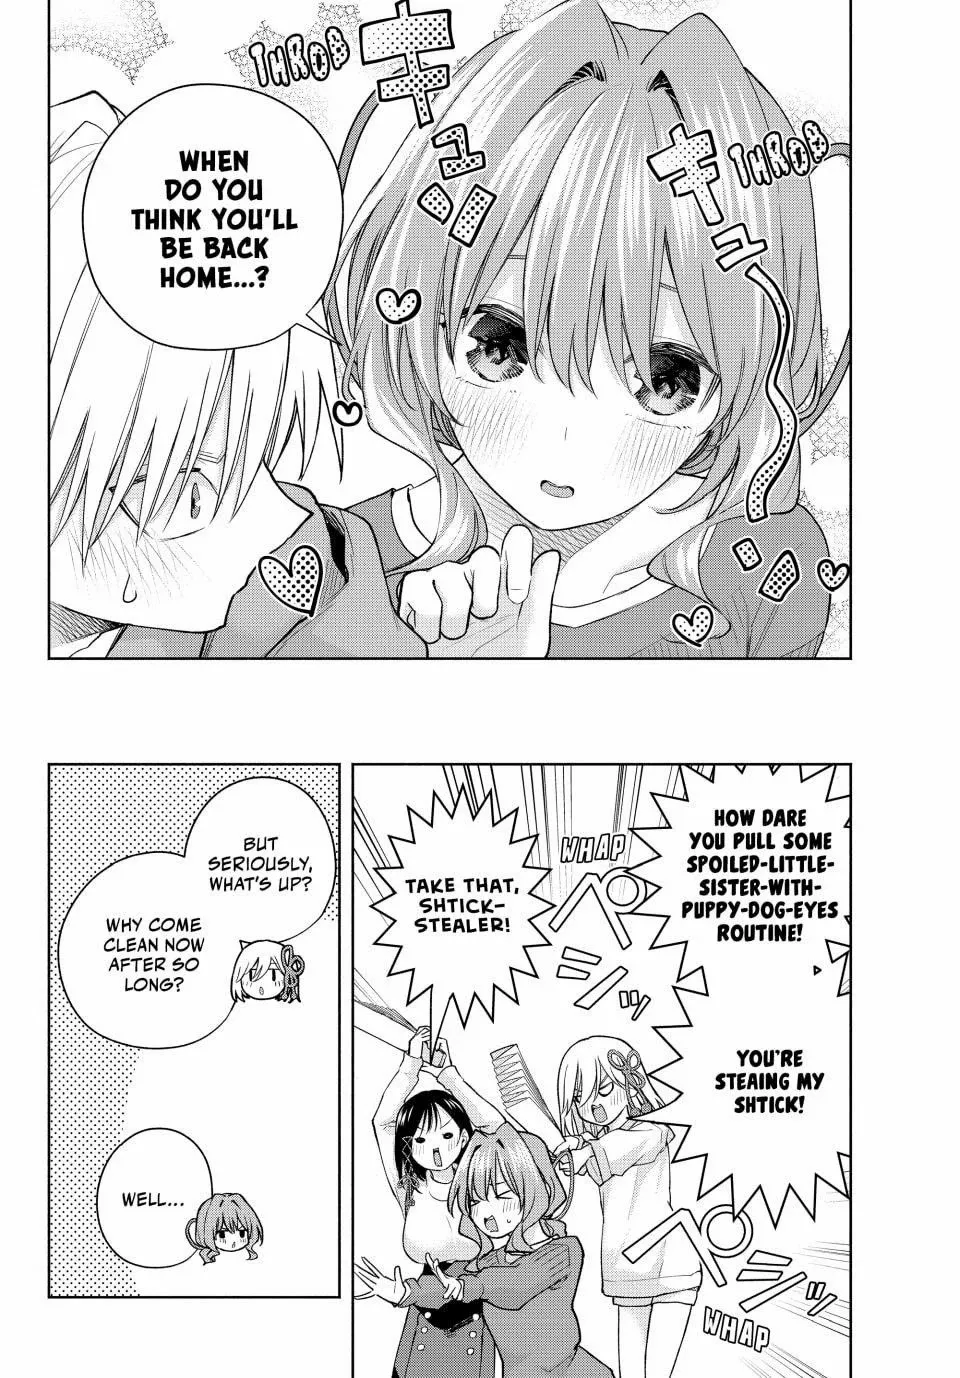 THROB
キュッ
THROB
キュ〜ッ
WHEN
DO YOU
THINK YOU'LL
BE BACK
HOME...?
HOW DARE
YOU PULL SOME
SPOILED-LITTLE-
SISTER-WITH-
PUPPY-DOG-EYES
ROUTINE!
YOU'RE
STEAING MY
SHTICK!
WHAP
ペシッ
TAKE THAT,
SHTICK-
STEALER!
ペシッ
WHAP
BUT
SERIOUSLY,
WHAT'S UP?
WHY COME
CLEAN NOW
AFTER SO
LONG?
WELL...